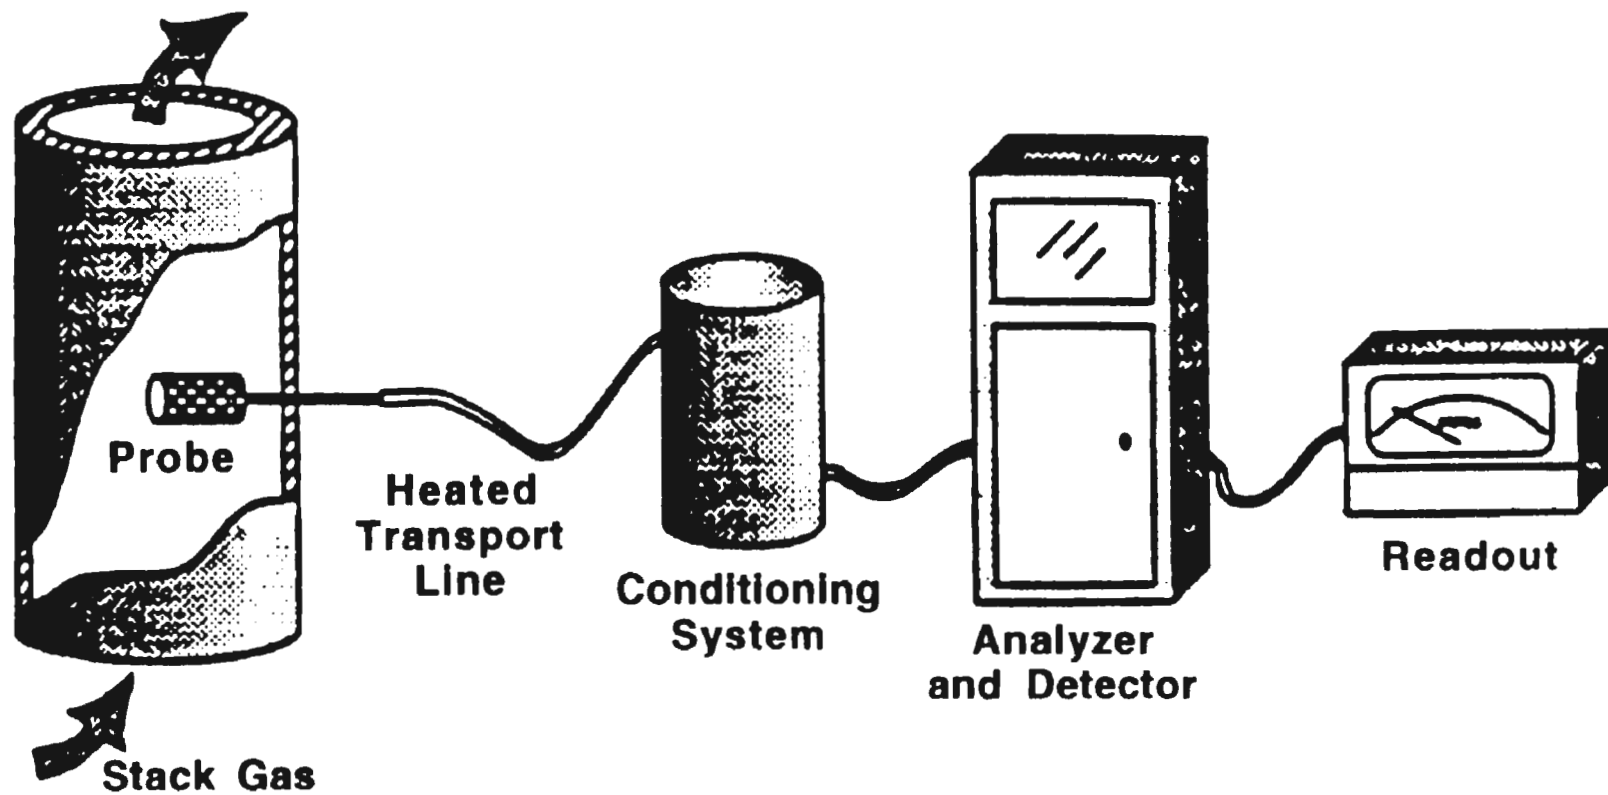 Probe
Heated
Transport
Line
Conditioning
System
Analyzer
and Detector
Readout
Stack Gas